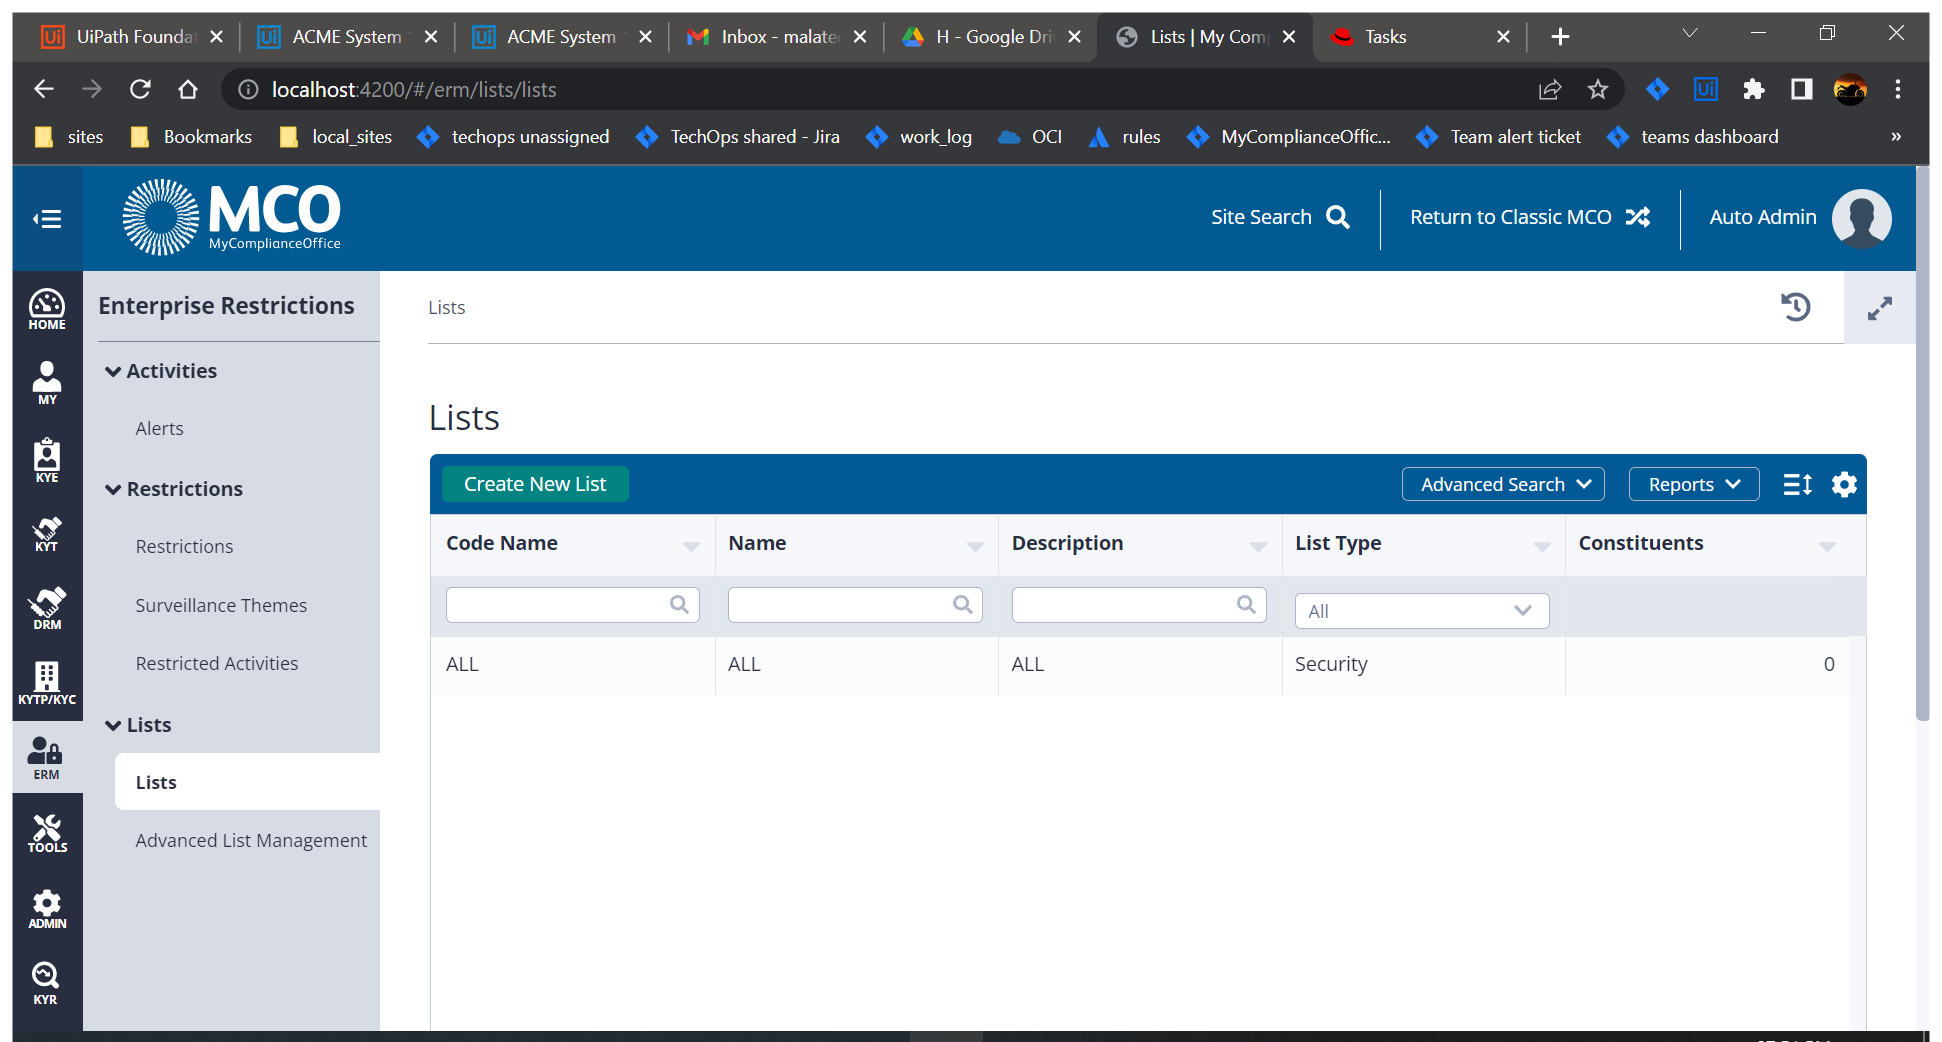 UiPath Founda
ACME System
ACME System
Inbox - malate
H - Google Dri
Lists | My Com
Tasks
localhost:4200/#/erm/lists/lists
sites
Bookmarks
local_sites
techops unassigned
TechOps shared - Jira
work_log
OCI
rules
MyComplianceOffic...
Team alert ticket
teams dashboard
»
MCO
MyComplianceOffice
Site Search
Return to Classic MCO
Auto Admin
HOME
MY
KYE
KYT
DRM
KYTP/KYC
ERM
TOOLS
ADMIN
KYR
Enterprise Restrictions
Activities
Alerts
Restrictions
Restrictions
Surveillance Themes
Restricted Activities
Lists
Lists
Advanced List Management
Lists
Lists
Create New List
Advanced Search
Reports
Code Name
Name
Description
List Type
Constituents
All
ALL
ALL
ALL
Security
0